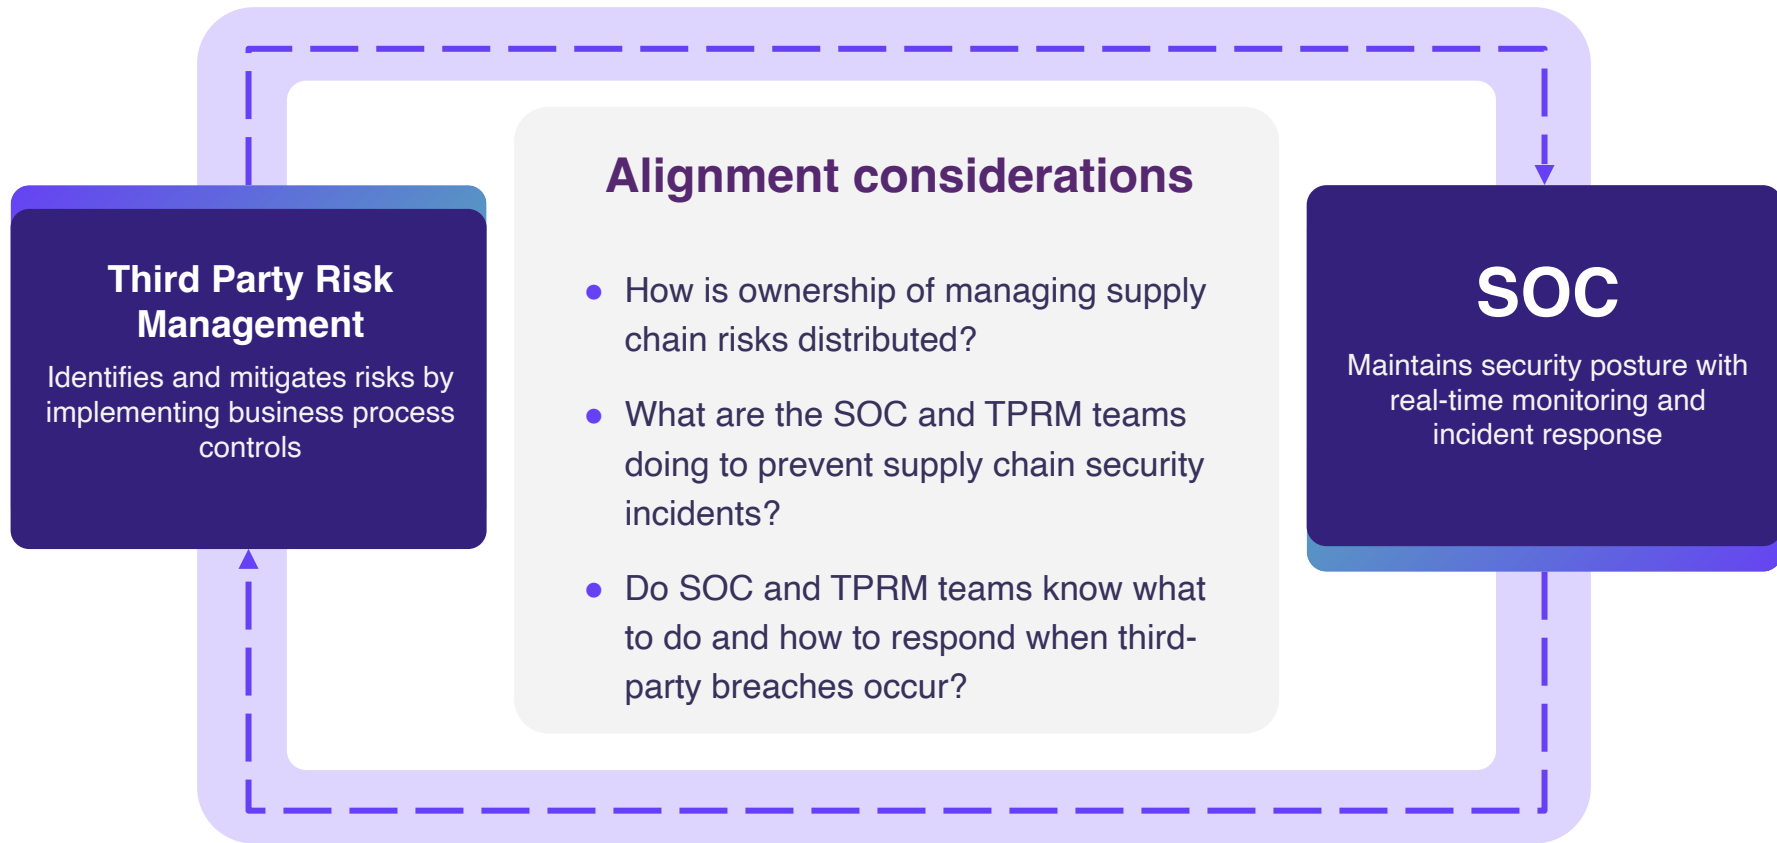 Third Party Risk
Management
Identifies and mitigates risks by
implementing business process
controls
Alignment considerations
• How is ownership of managing supply
chain risks distributed?
• What are the SOC and TPRM teams
doing to prevent supply chain security
incidents?
• Do SOC and TPRM teams know what
to do and how to respond when third-
party breaches occur?
SOC
Maintains security posture with
real-time monitoring and
incident response